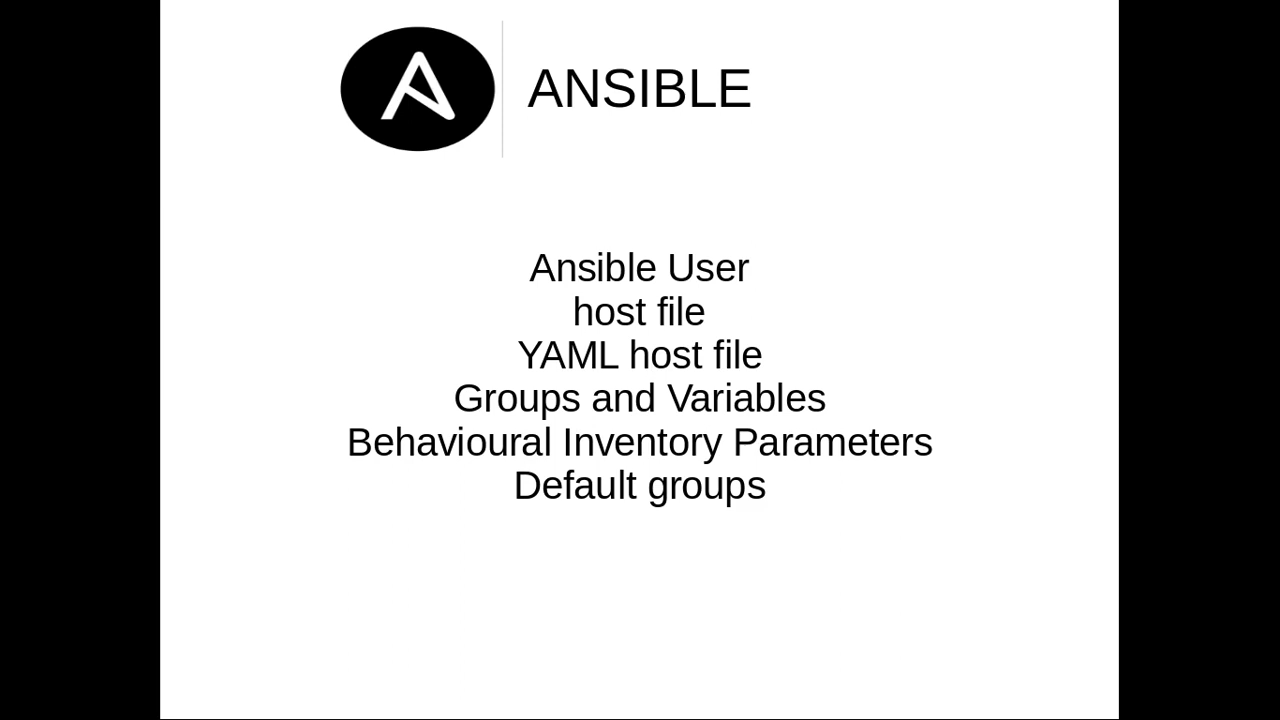 ANSIBLE
Ansible User
host file
YAML host file
Groups and Variables
Behavioural Inventory Parameters
Default groups